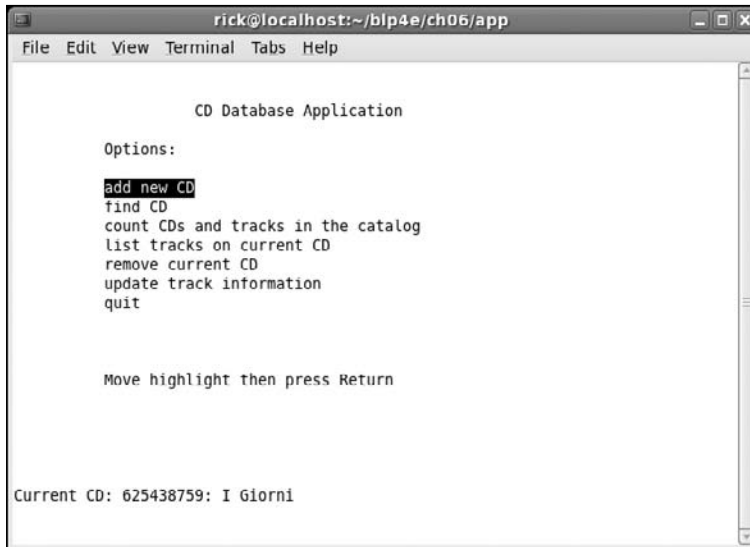 rick@localhost:~/blp4e/ch06/app
File Edit View Terminal Tabs Help
CD Database Application
Options:
add new CD
find CD
count CDs and tracks in the catalog
list tracks on current CD
remove current CD
update track information
quit
Move highlight then press Return
Current CD: 625438759: I Giorni